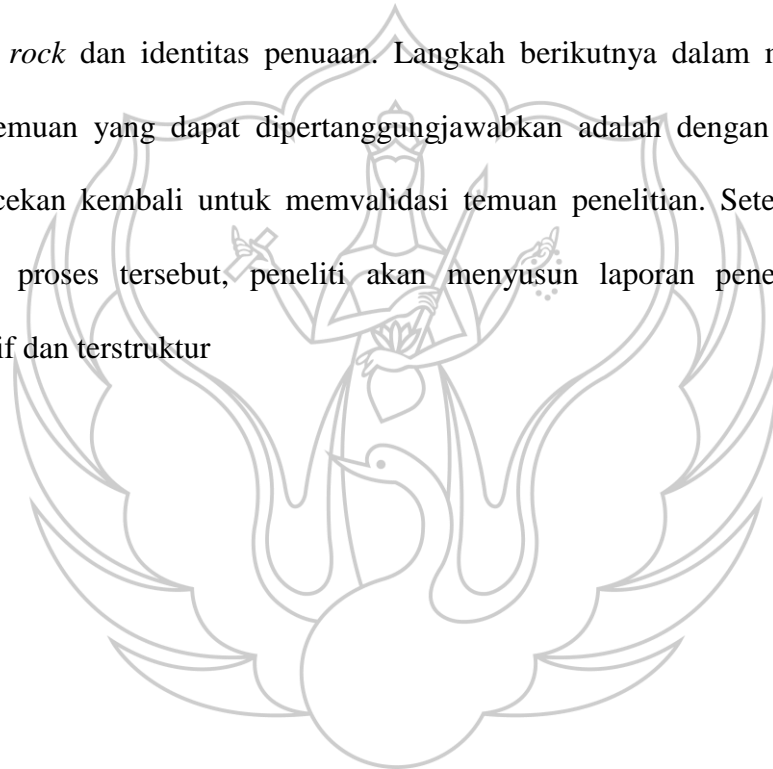 rock dan identitas penuaan. Langkah berikutnya dalam
emuan yang dapat dipertanggungjawabkan adalah dengan
cekan kembali untuk memvalidasi temuan penelitian. Sete
proses tersebut, peneliti akan menyusun laporan pene
if dan terstruktur